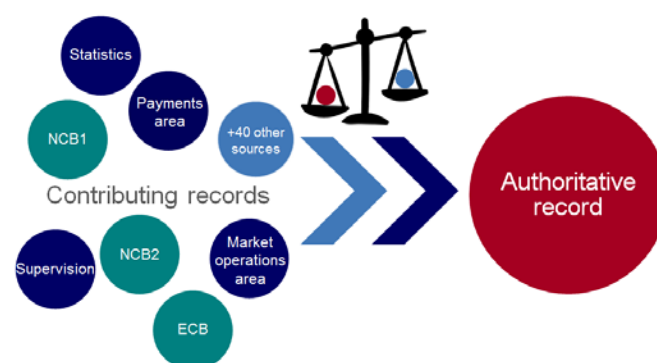 Statistics
Payments
area
NCB1
+40 other
sources
Contributing records
Authoritative
record
NCB2
Market
operations
area
Supervision
ECB